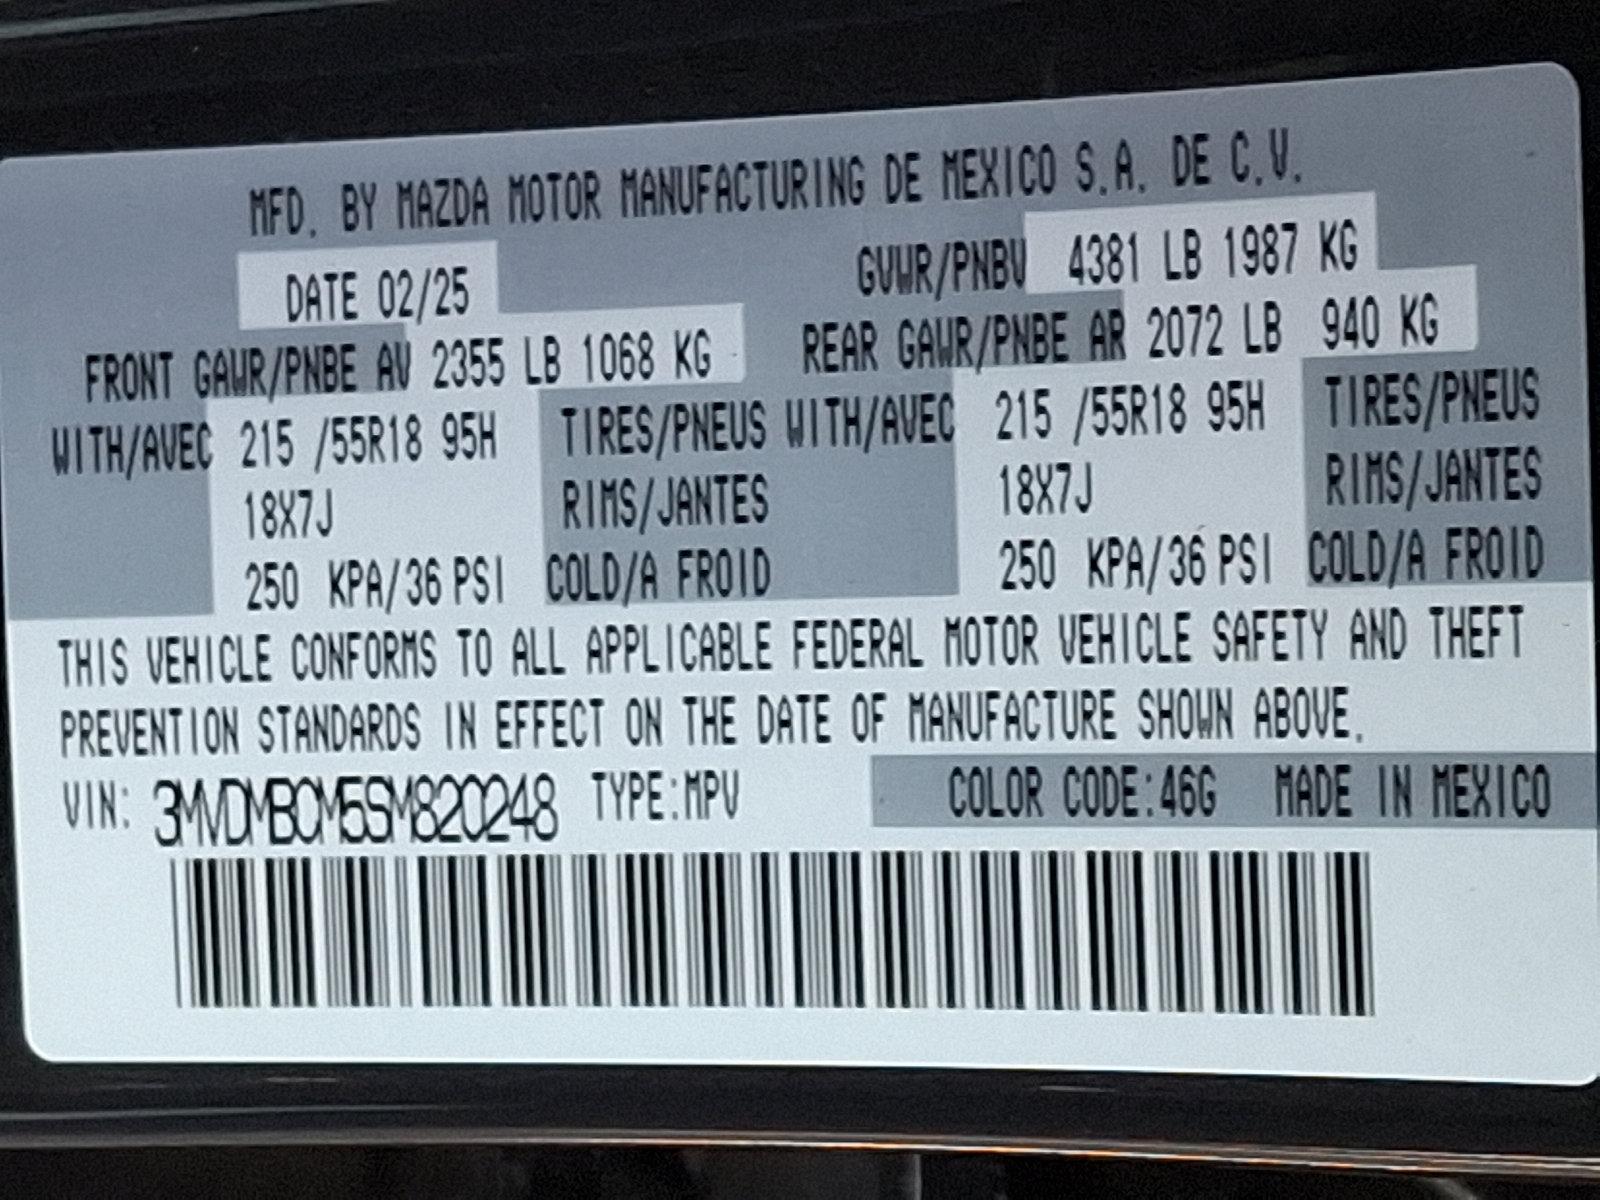 MFD. BY MAZDA MOTOR MANUFACTURING DE MEXICO S.A. DE C.V.
DATE 02/25 GVWR/PNBV 4381 LB 1987 KG
FRONT GAWR/PNBE AV 2355 LB 1068 KG REAR GAWR/PNBE AR 2072 LB 940 KG
WITH/AVEC 215 /55R18 95H TIRES/PNEUS WITH/AVEC 215 /55R18 95H TIRES/PNEUS
18X7J RIMS/JANTES 18X7J RIMS/JANTES
250 KPA/36 PSI COLD/A FROID 250 KPA/36 PSI COLD/A FROID
THIS VEHICLE CONFORMS TO ALL APPLICABLE FEDERAL MOTOR VEHICLE SAFETY AND THEFT
PREVENTION STANDARDS IN EFFECT ON THE DATE OF MANUFACTURE SHOWN ABOVE.
VIN: 3MVDMBCM5SM820248 TYPE:MPV COLOR CODE:46G MADE IN MEXICO